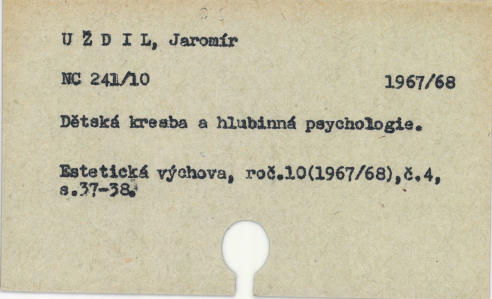 U Ž D I L, Jaromír
NC 241/10 1967/68
Dětská kresba a hlubinná psychologie.
Estetická výchova, roč.10(1967/68),č.4,
s.37-38.